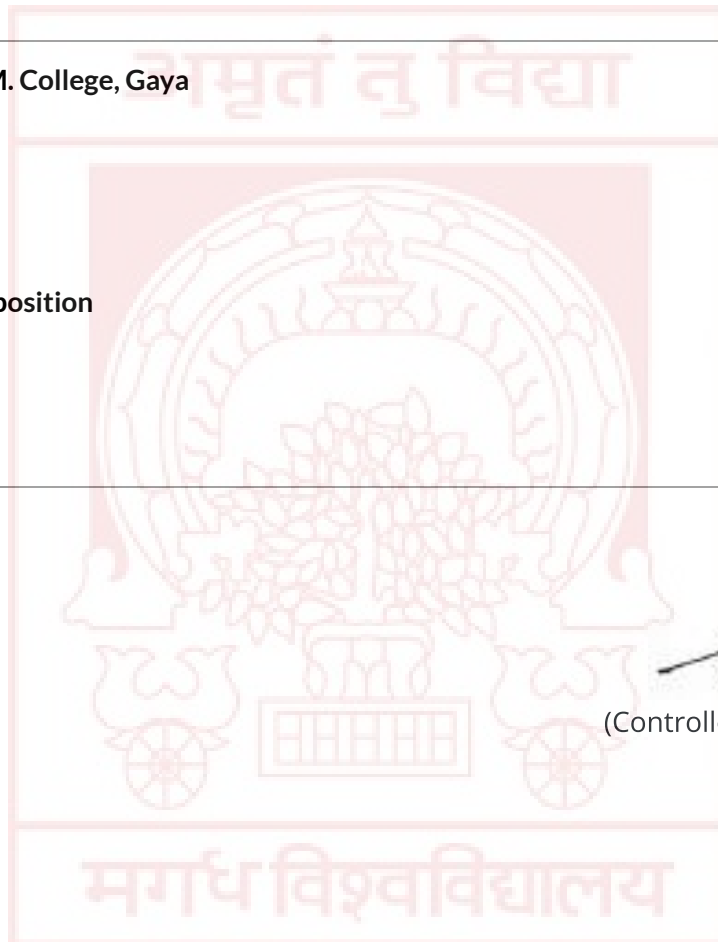 अमृतं तु विद्या
M. College, Gaya
position
(Controll
मगध विश्वविद्यालय